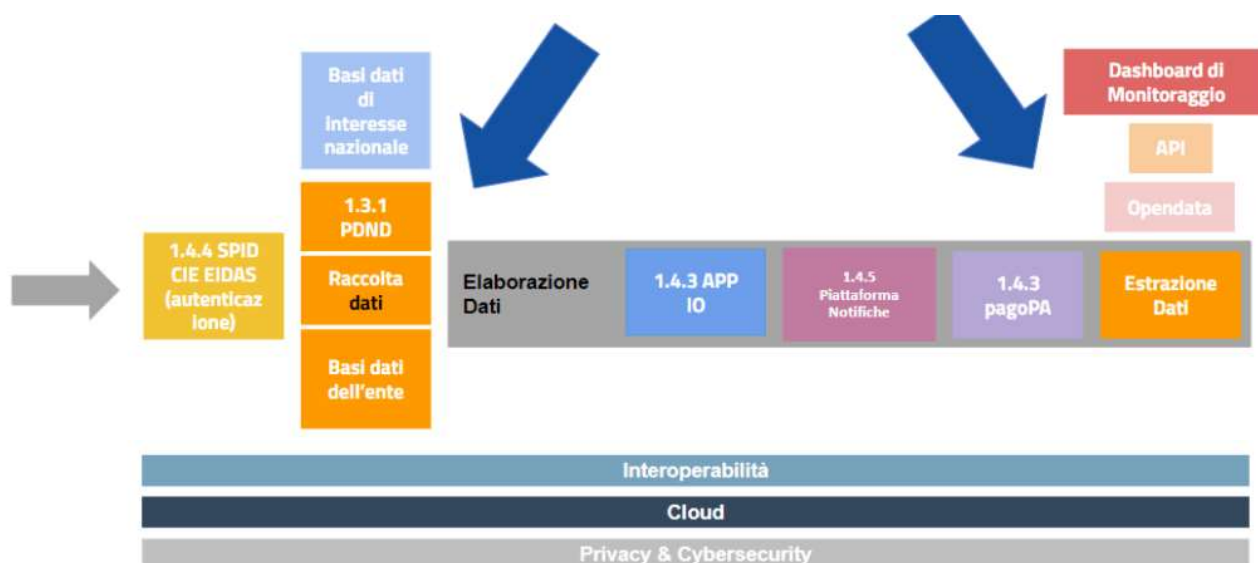 Basi dati
di
interesse
nazionale
Dashboard di
Monitoraggio
API
Opendata
1.3.1
PDND
1.4.4 SPID
CIE EIDAS
(autenticaz
ione)
Raccolta
dati
Basi dati
dell'ente
Elaborazione
Dati
1.4.3 APP
IO
1.4.5
Piattaforma
Notifiche
1.4.3
pagoPA
Estrazione
Dati
Interoperabilità
Cloud
Privacy & Cybersecurity